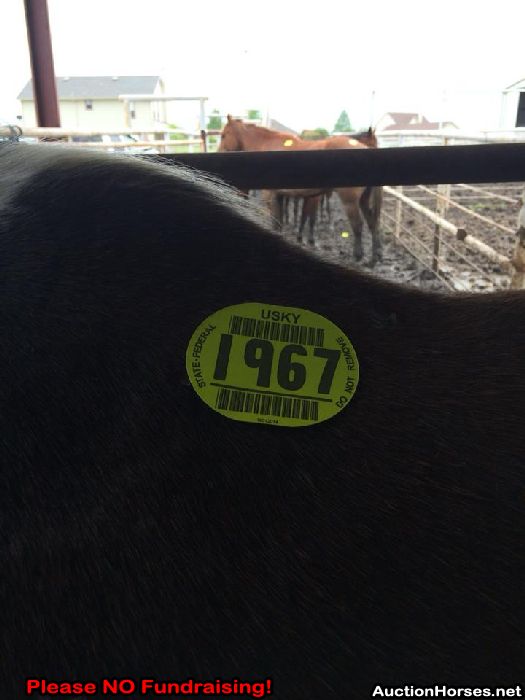 USKY
STATE-FEDERAL
1967
DO NOT REMOVE
Please NO Fundraising!
AuctionHorses.net